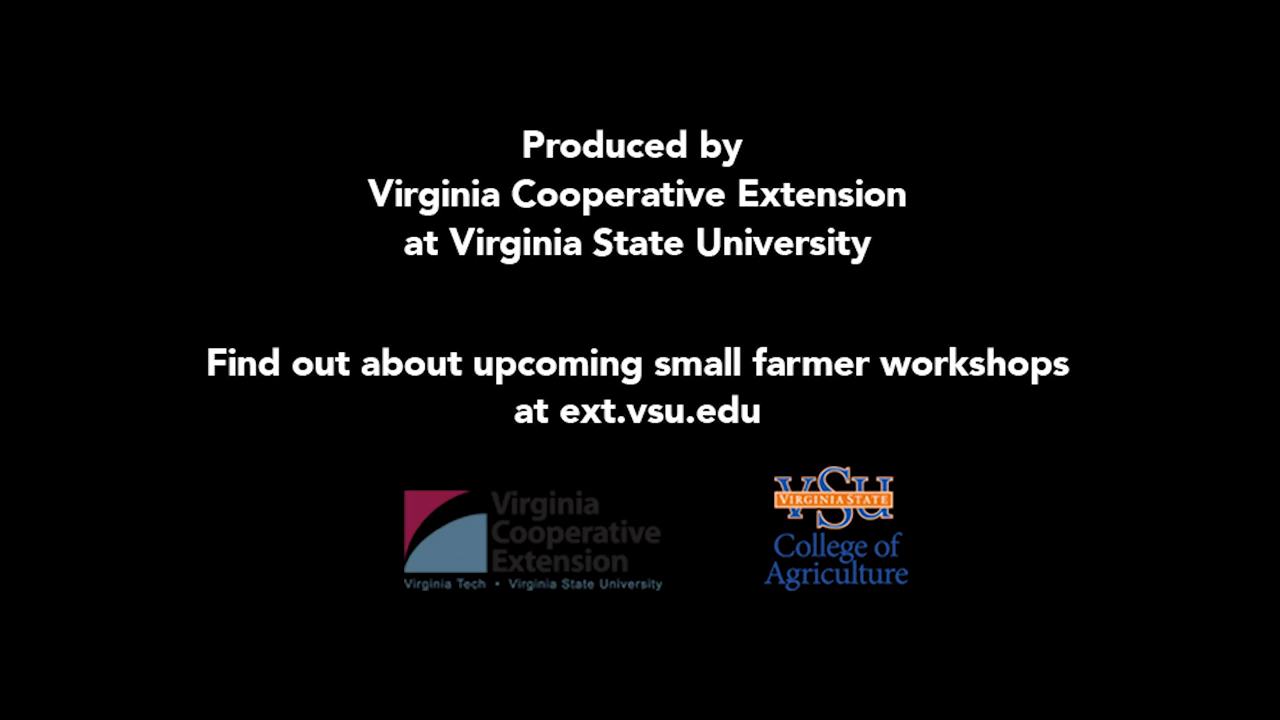 Produced by
Virginia Cooperative Extension
at Virginia State University
Find out about upcoming small farmer workshops
at ext.vsu.edu
Virginia
Cooperative
Extension
Virginia Tech • Virginia State University
VSU
VIRGINIA STATE
College of
Agriculture